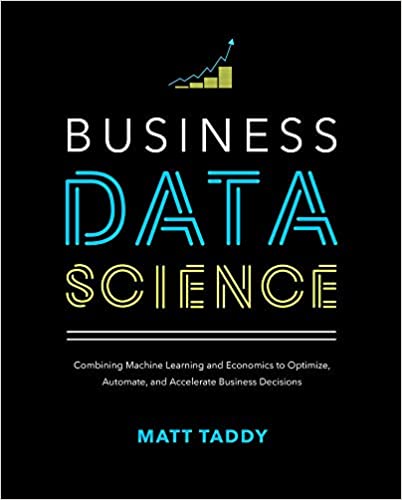 BUSINESS
DATA
SCIENCE
Combining Machine Learning and Economics to Optimize,
Automate, and Accelerate Business Decisions
MATT TADDY